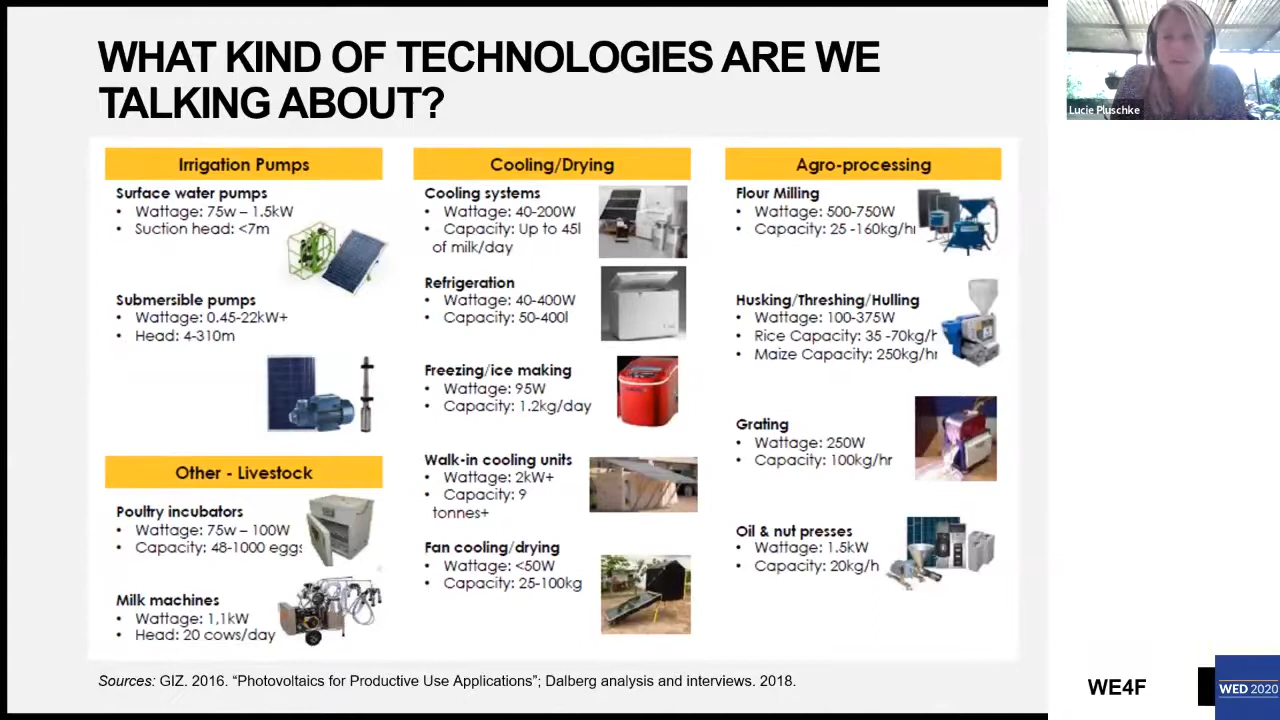 WHAT KIND OF TECHNOLOGIES ARE WE
TALKING ABOUT?
Irrigation Pumps
Surface water pumps
• Wattage: 75w – 1.5kW
• Suction head: <7m
Submersible pumps
• Wattage: 0.45-22kW+
• Head: 4-310m
Other - Livestock
Poultry incubators
• Wattage: 75w – 100W
• Capacity: 48-1000 eggs
Milk machines
• Wattage: 1,1kW
• Head: 20 cows/day
Cooling/Drying
Cooling systems
• Wattage: 40-200W
• Capacity: Up to 45l
of milk/day
Refrigeration
• Wattage: 40-400W
• Capacity: 50-400l
Freezing/ice making
• Wattage: 95W
• Capacity: 1.2kg/day
Walk-in cooling units
• Wattage: 2kW+
• Capacity: 9
tonnes+
Fan cooling/drying
• Wattage: <50W
• Capacity: 25-100kg
Agro-processing
Flour Milling
• Wattage: 500-750W
• Capacity: 25 -160kg/hr
Husking/Threshing/Hulling
• Wattage: 100-375W
• Rice Capacity: 35 -70kg/h
• Maize Capacity: 250kg/hr
Grating
• Wattage: 250W
• Capacity: 100kg/hr
Oil & nut presses
• Wattage: 1.5kW
• Capacity: 20kg/h
Sources: GIZ. 2016. “Photovoltaics for Productive Use Applications”; Dalberg analysis and interviews. 2018.
Lucie Pluschke
WE4F
WED 2020